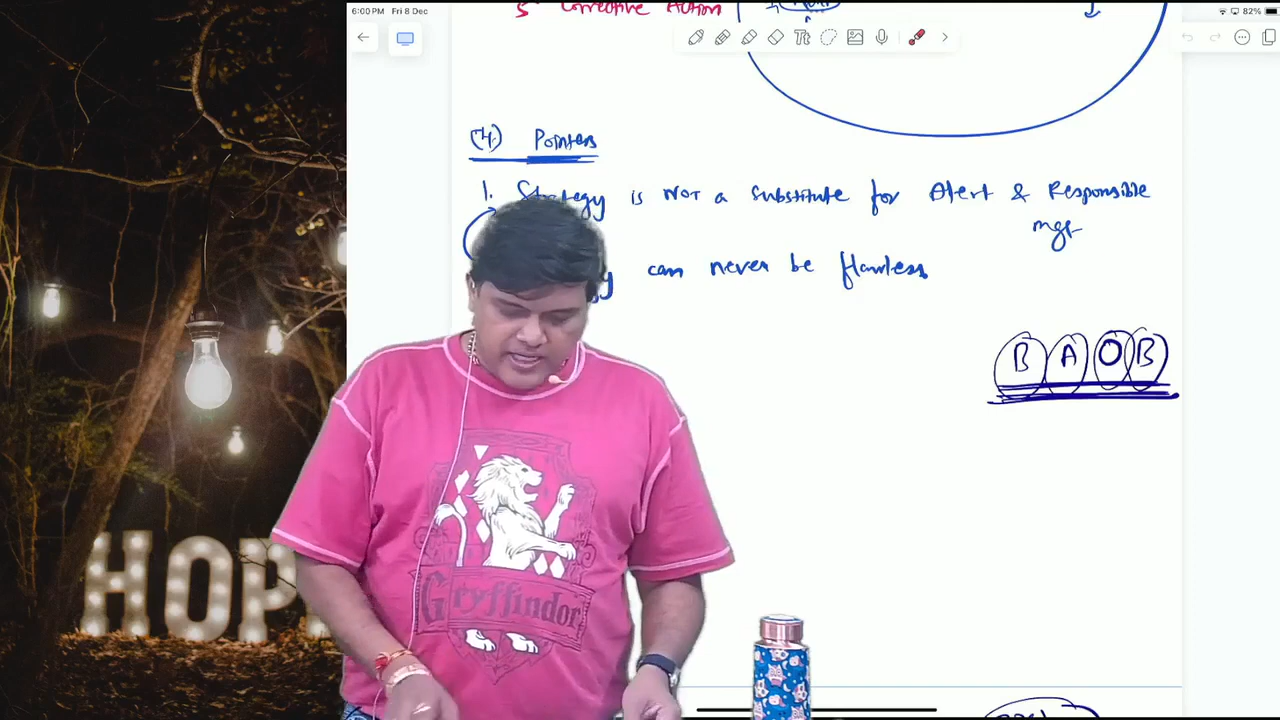 6:00 PM Fri 8 Dec
82%
5 Corrective Action
Tt
(4) Pointers
1. Strategy is NOT a substitute for Alert & Responsible
mgt
can never be flawless
B A O B
HOP
Gryffindor